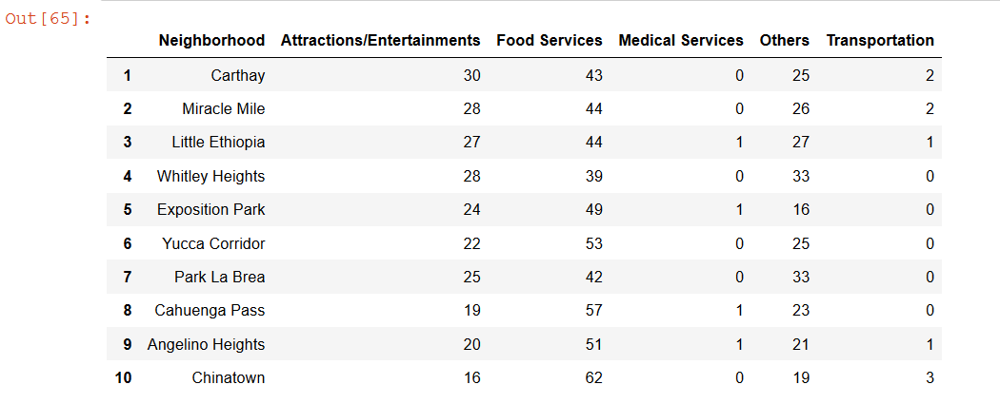 Out[65]:
Neighborhood Attractions/Entertainments Food Services Medical Services Others Transportation
1 Carthay 30 43 0 25 2
2 Miracle Mile 28 44 0 26 2
3 Little Ethiopia 27 44 1 27 1
4 Whitley Heights 28 39 0 33 0
5 Exposition Park 24 49 1 16 0
6 Yucca Corridor 22 53 0 25 0
7 Park La Brea 25 42 0 33 0
8 Cahuenga Pass 19 57 1 23 0
9 Angelino Heights 20 51 1 21 1
10 Chinatown 16 62 0 19 3